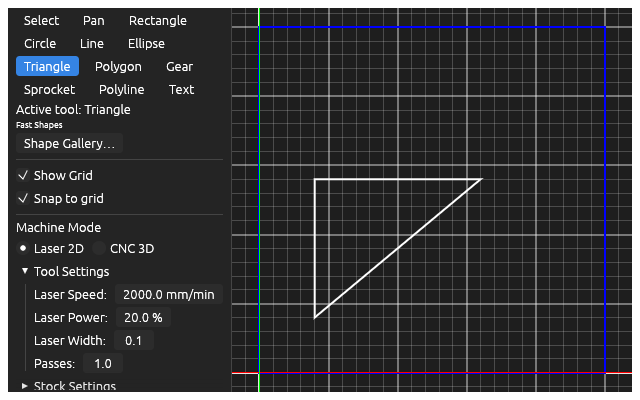 Select Pan Rectangle
Circle Line Ellipse
Triangle Polygon Gear
Sprocket Polyline Text
Active tool: Triangle
Fast Shapes
Shape Gallery...
Show Grid
Snap to grid
Machine Mode
Laser 2D CNC 3D
Tool Settings
Laser Speed: 2000.0 mm/min
Laser Power: 20.0 %
Laser Width: 0.1
Passes: 1.0
Stock Settings